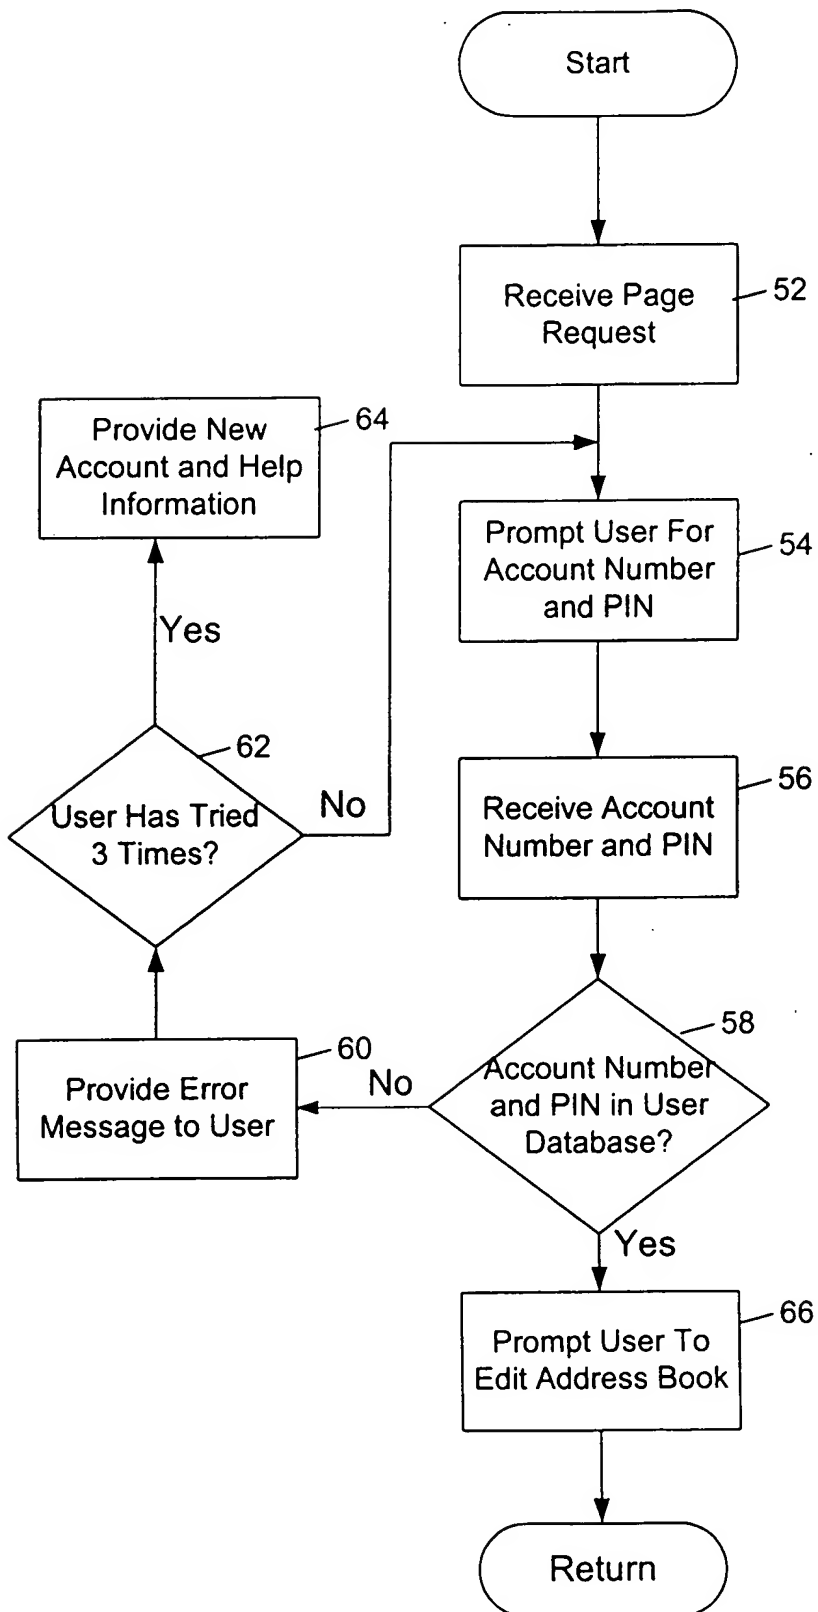 Start
Receive Page
Request
52
Provide New
Account and Help
Information
64
Prompt User For
Account Number
and PIN
54
Yes
62
User Has Tried
3 Times?
No
Receive Account
Number and PIN
56
58
Account Number
and PIN in User
Database?
No
60
Provide Error
Message to User
Yes
Prompt User To
Edit Address Book
66
Return